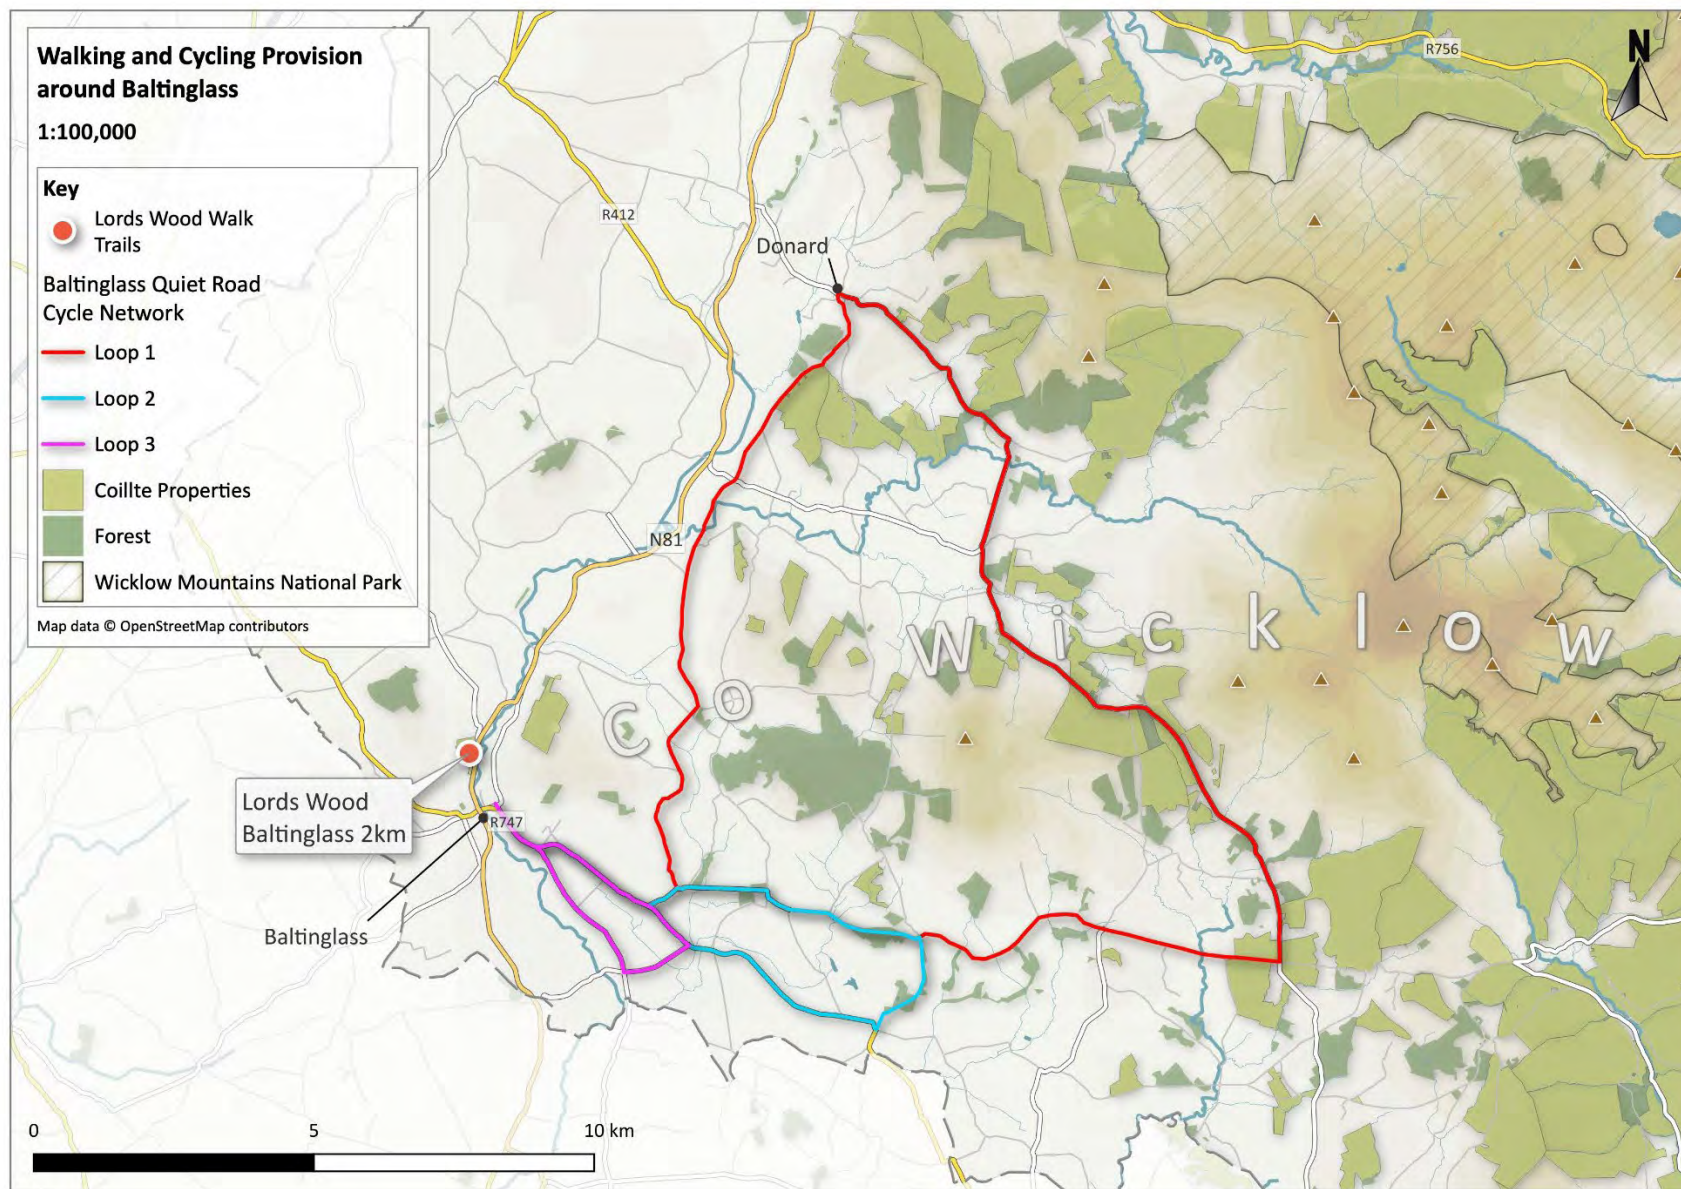 Walking and Cycling Provision
around Baltinglass
1:100,000
Key
Lords Wood Walk
Trails
Baltinglass Quiet Road
Cycle Network
Loop 1
Loop 2
Loop 3
Coillte Properties
Forest
Wicklow Mountains National Park
Map data © OpenStreetMap contributors
R756
N
R412
Donard
N81
Co Wicklow
Lords Wood
Baltinglass 2km
R747
Baltinglass
0 5 10 km